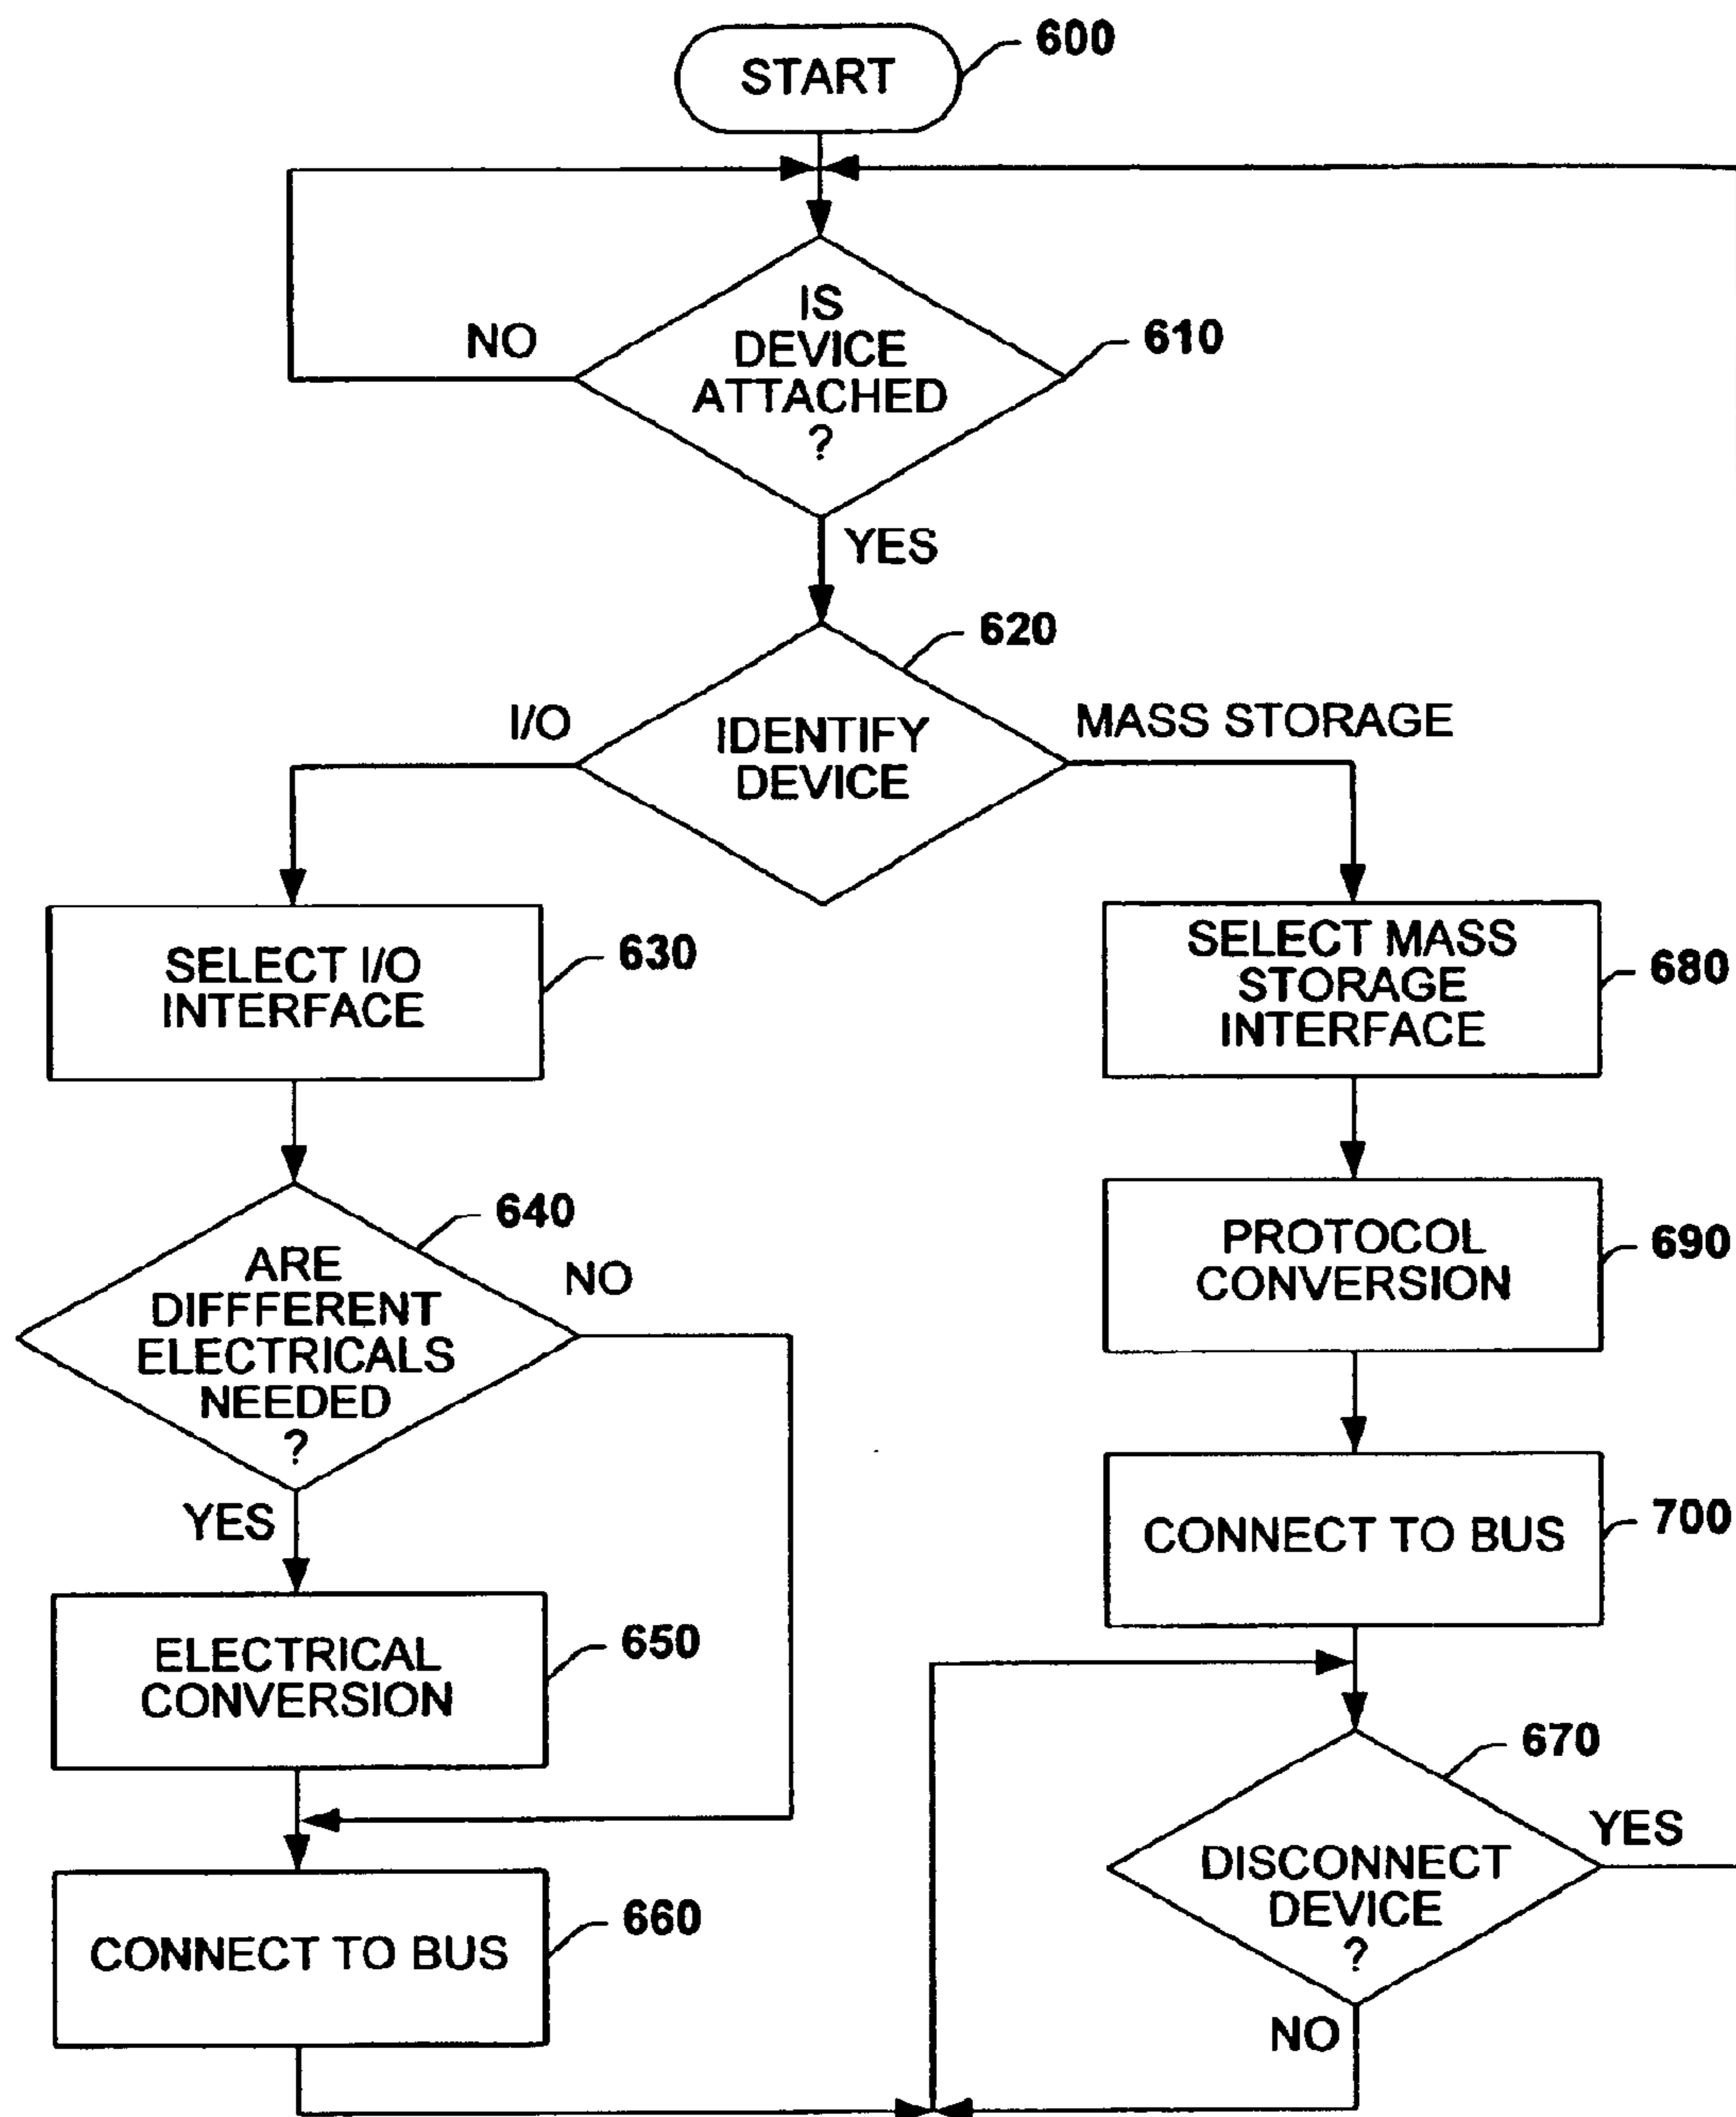 START
600
IS
DEVICE
ATTACHED
?
610
NO
YES
620
I/O
IDENTIFY
DEVICE
MASS STORAGE
SELECT I/O
INTERFACE
630
SELECT MASS
STORAGE
INTERFACE
680
640
ARE
DIFFFERENT
ELECTRICALS
NEEDED
?
NO
YES
PROTOCOL
CONVERSION
690
CONNECT TO BUS
700
ELECTRICAL
CONVERSION
650
670
DISCONNECT
DEVICE
?
YES
NO
CONNECT TO BUS
660